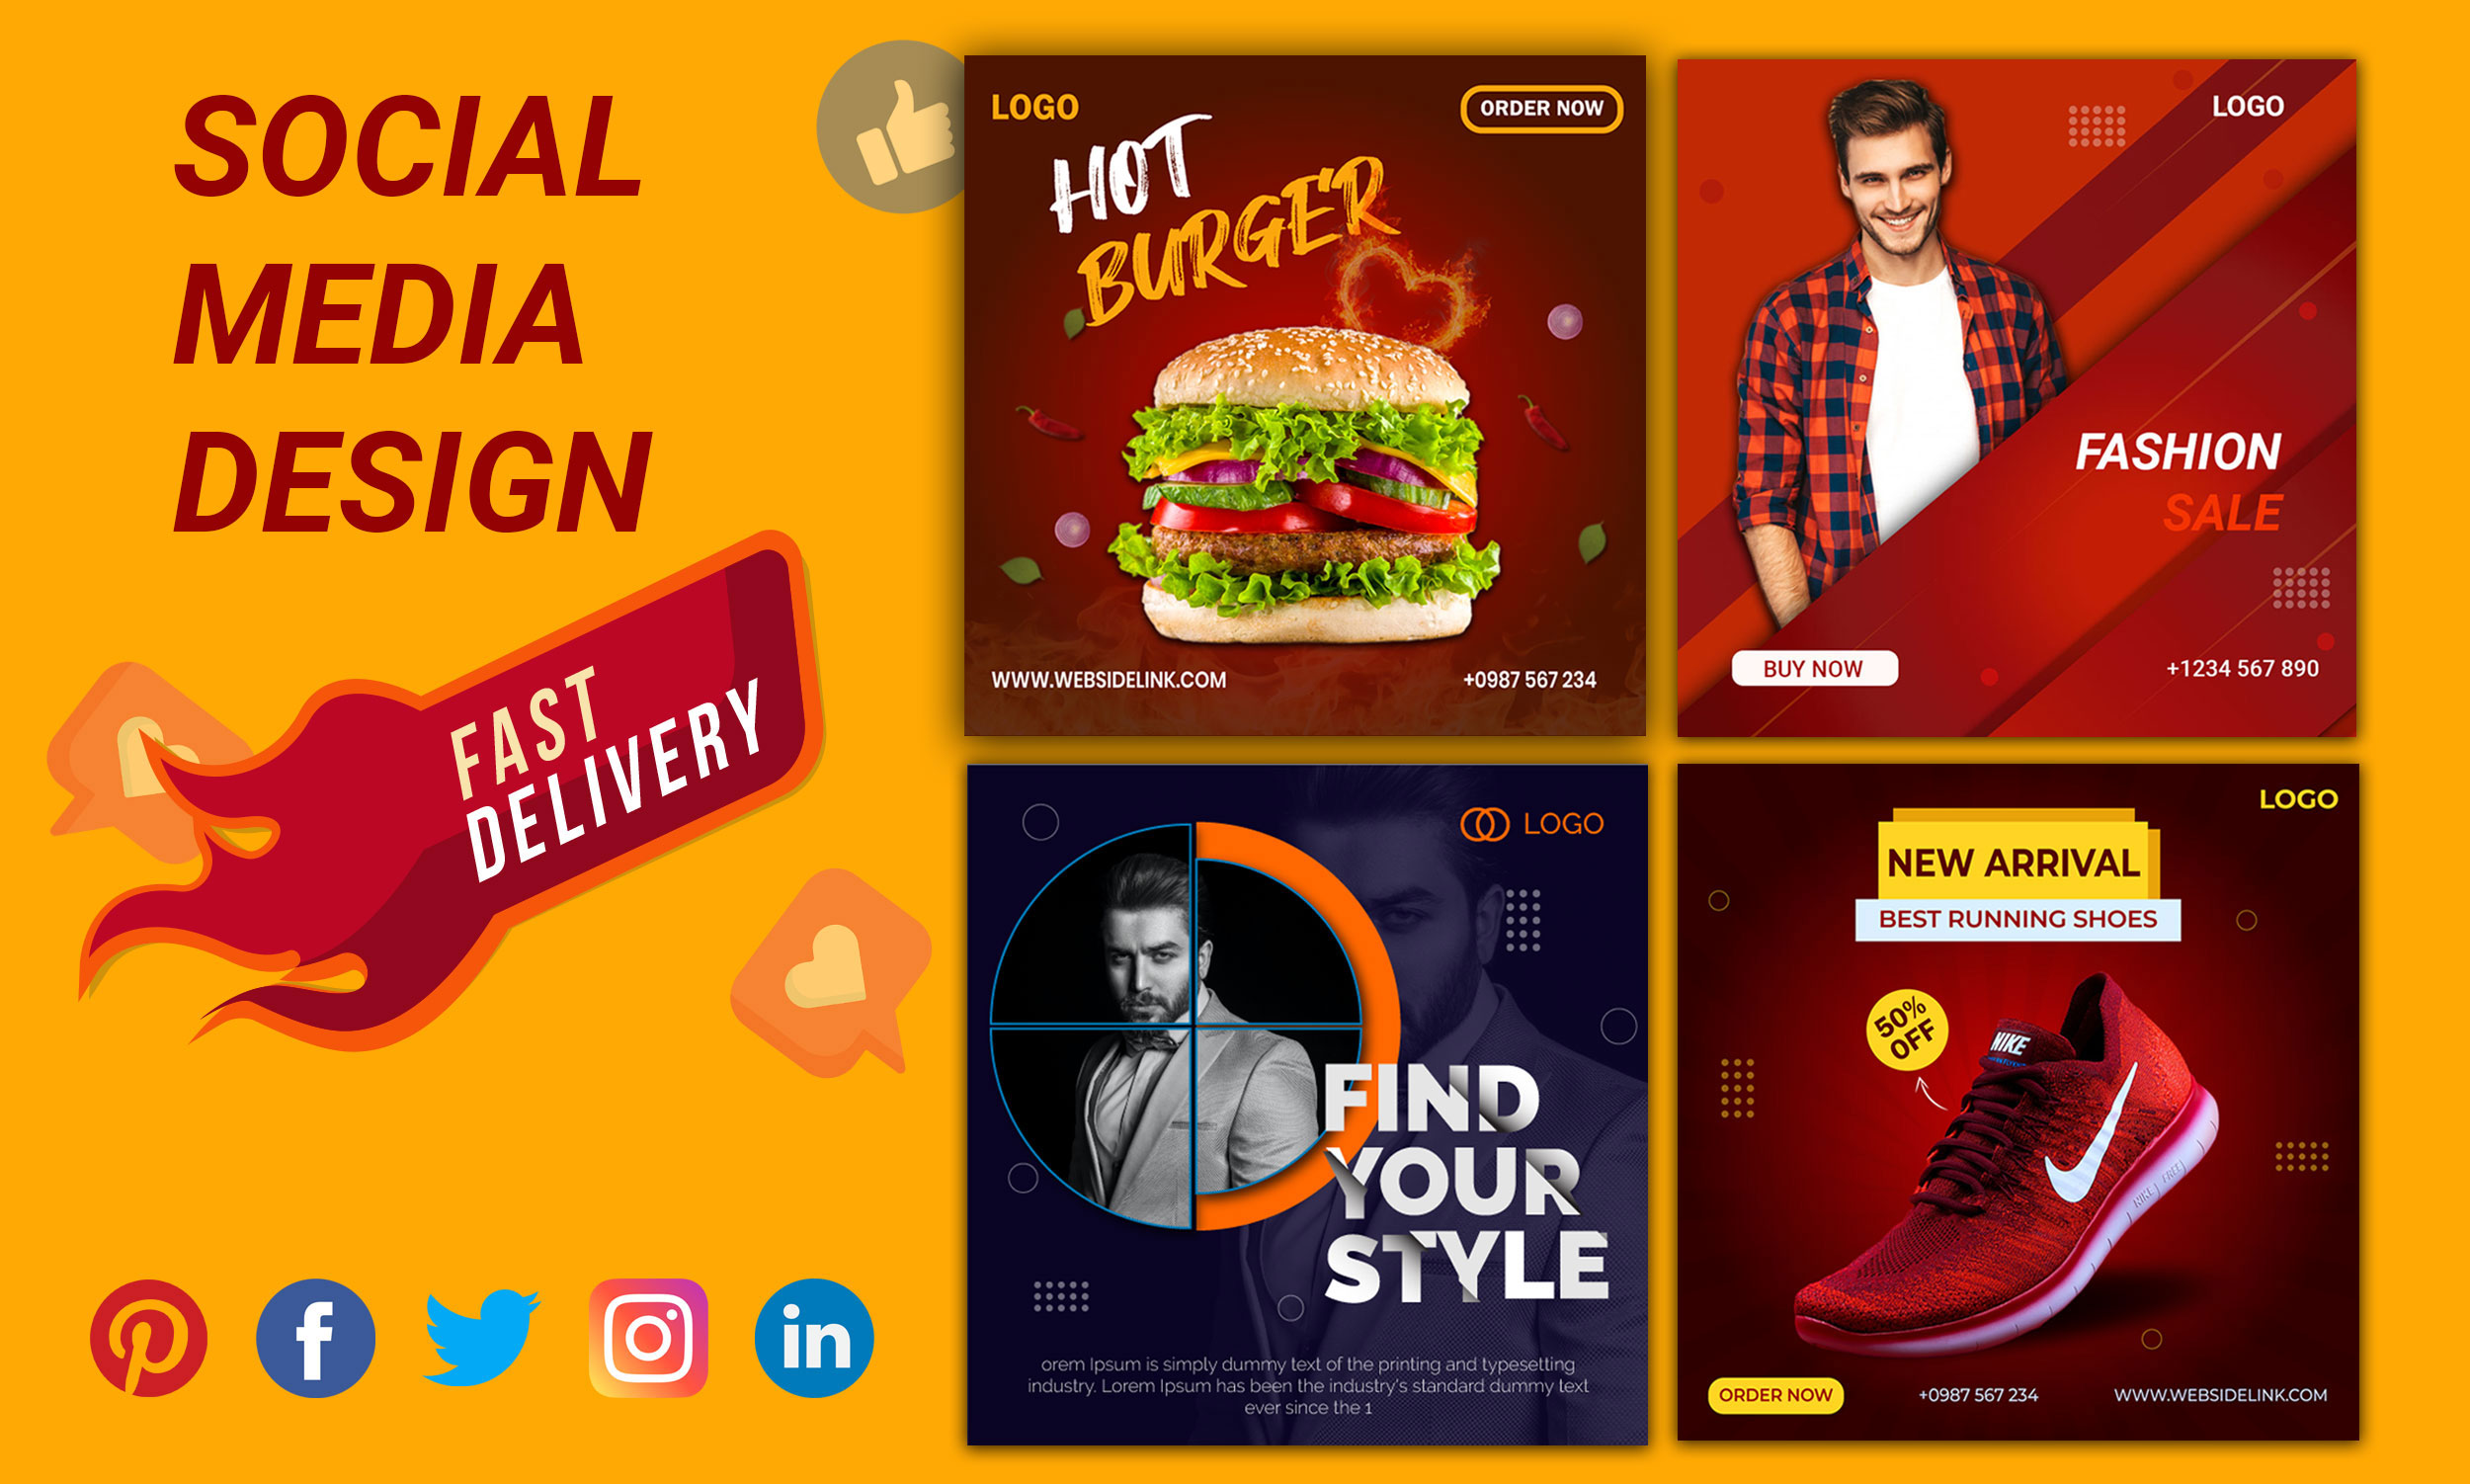 SOCIAL
MEDIA
DESIGN
FAST
DELIVERY
in
LOGO
ORDER NOW
HOT
BURGER
WWW.WEBSIDELINK.COM
+0987 567 234
LOGO
FASHION
SALE
BUY NOW
+1234 567 890
LOGO
FIND
YOUR
STYLE
orem Ipsum is simply dummy text of the printing and typesetting
industry. Lorem Ipsum has been the industry's standard dummy text
ever since the 1
LOGO
NEW ARRIVAL
BEST RUNNING SHOES
50%
OFF
NIKE
NIKE FREE
ORDER NOW
+0987 567 234
WWW.WEBSIDELINK.COM